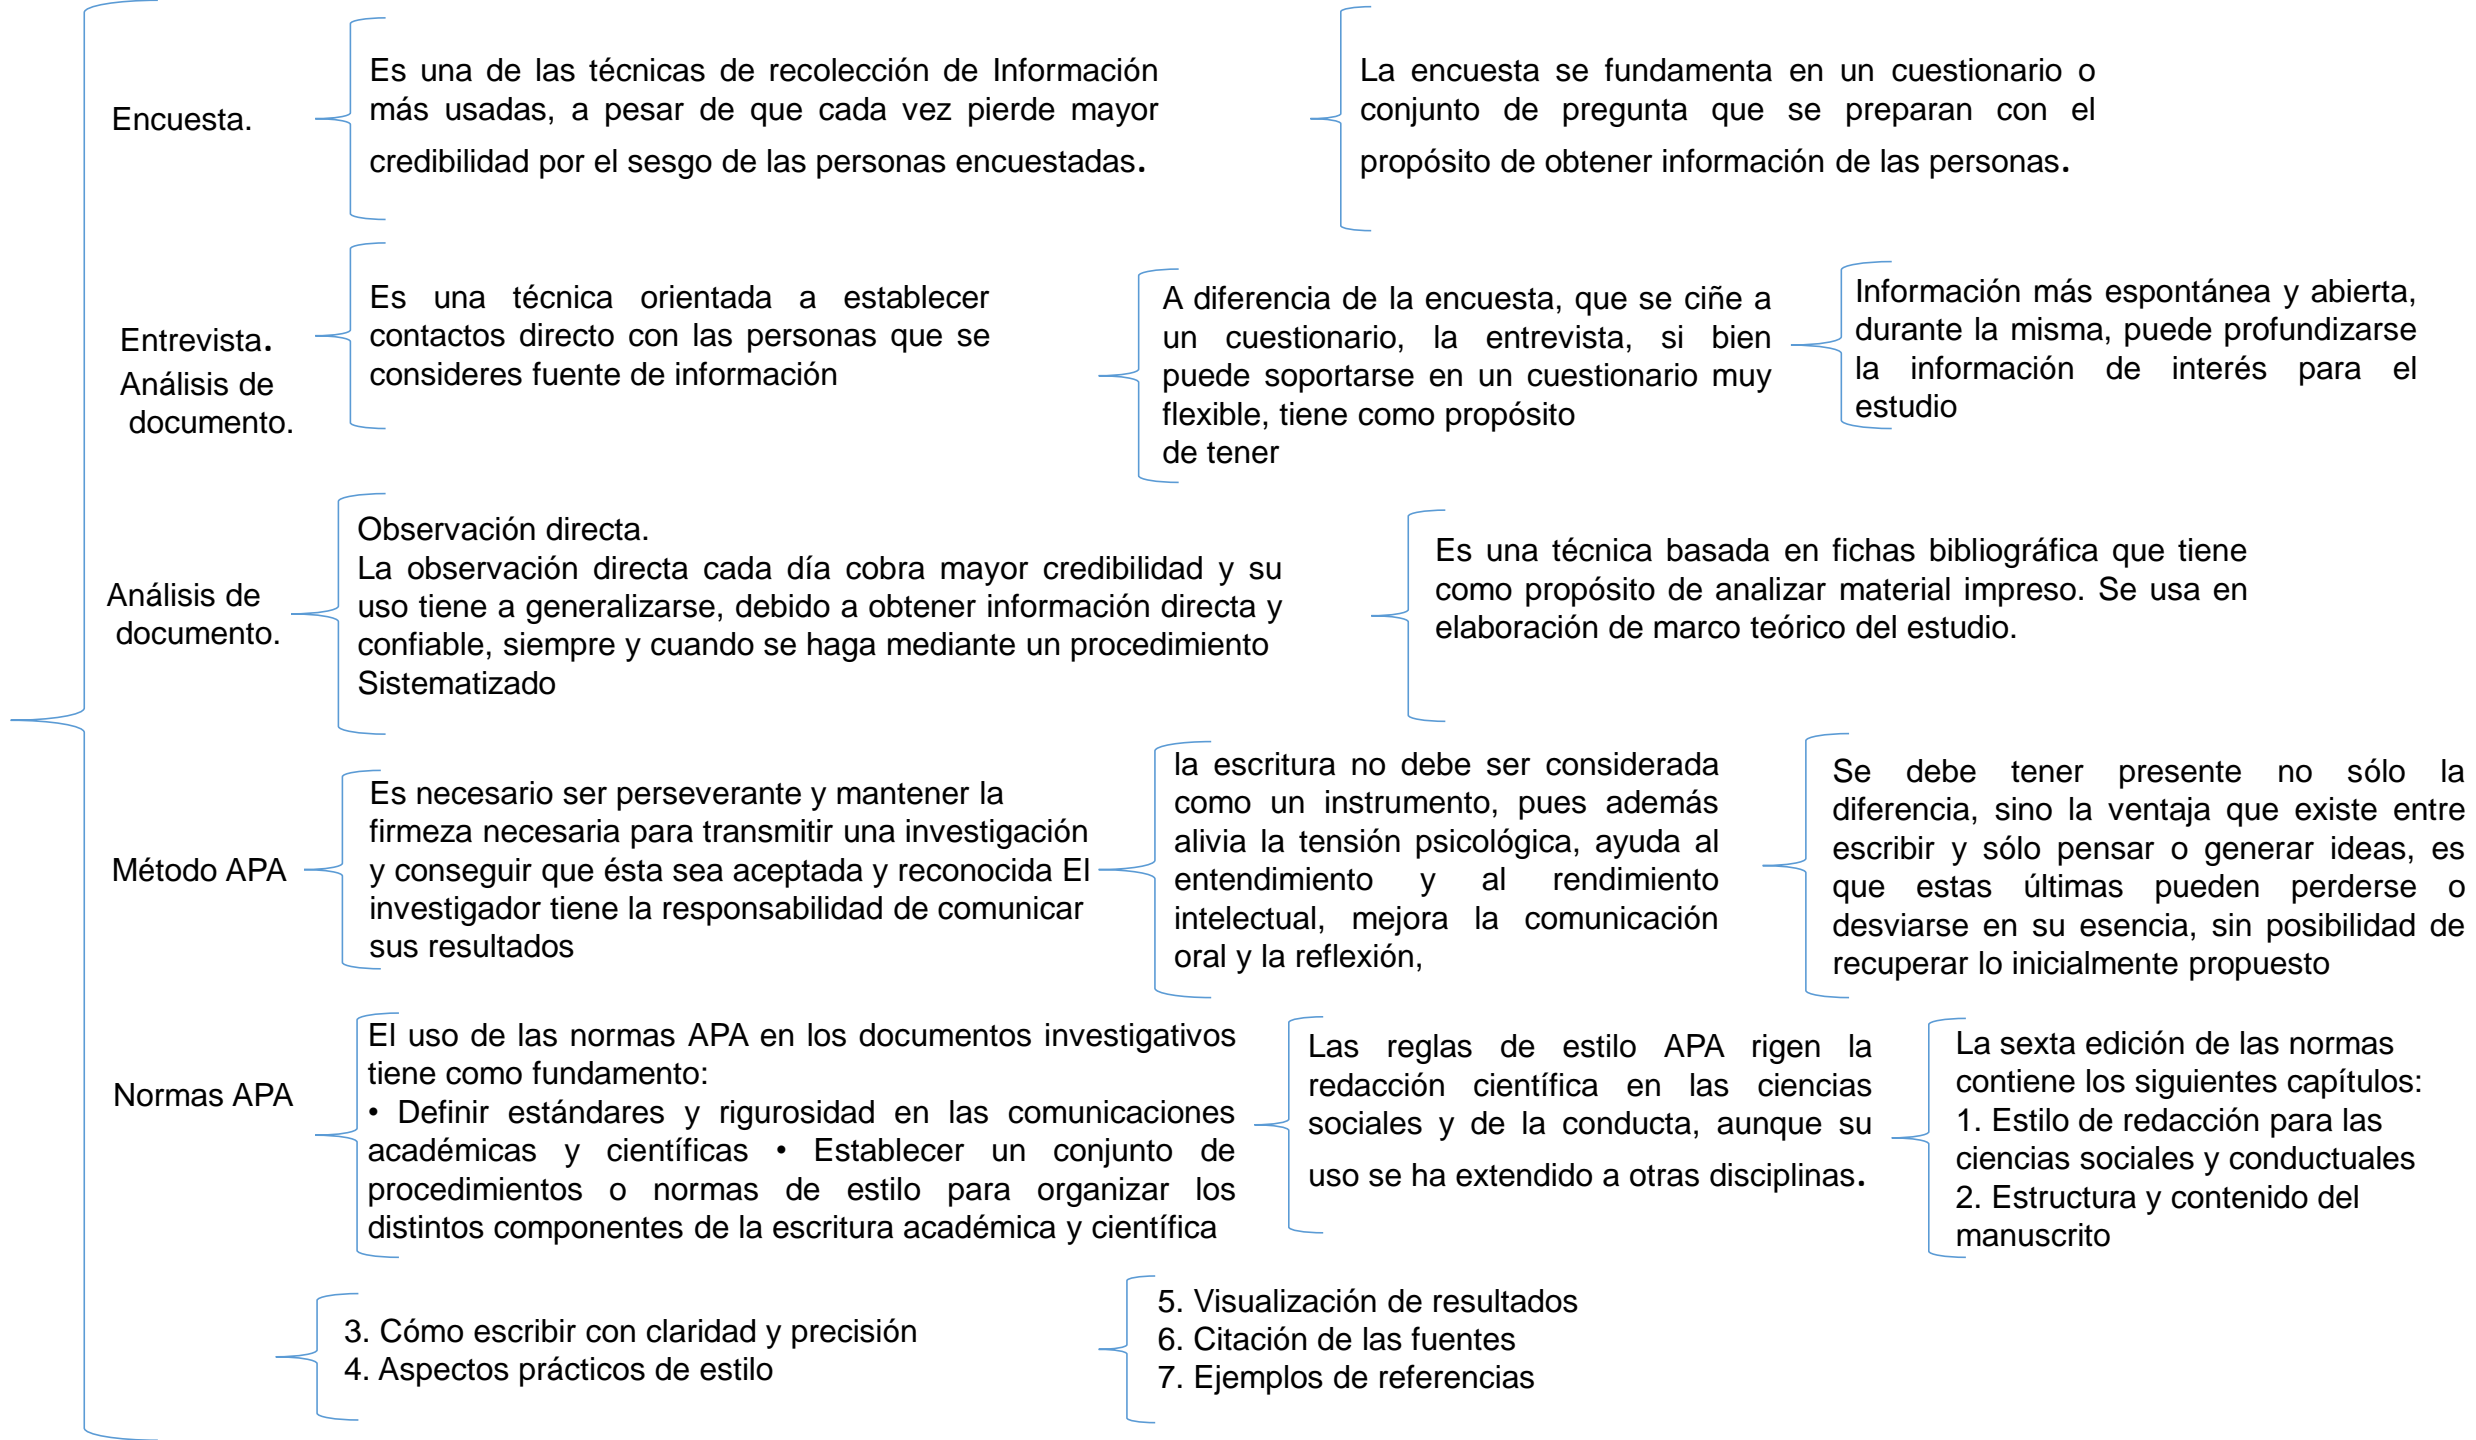 Encuesta.
Es una de las técnicas de recolección de Información
más usadas, a pesar de que cada vez pierde mayor
credibilidad por el sesgo de las personas encuestadas.
La encuesta se fundamenta en un cuestionario o
conjunto de pregunta que se preparan con el
propósito de obtener información de las personas.
Entrevista.
Análisis de
documento.
Es una técnica orientada a establecer
contactos directo con las personas que se
consideres fuente de información
A diferencia de la encuesta, que se ciñe a
un cuestionario, la entrevista, si bien
puede soportarse en un cuestionario muy
flexible, tiene como propósito
de tener
Información más espontánea y abierta,
durante la misma, puede profundizarse
la información de interés para el
estudio
Análisis de
documento.
Observación directa.
La observación directa cada día cobra mayor credibilidad y su
uso tiene a generalizarse, debido a obtener información directa y
confiable, siempre y cuando se haga mediante un procedimiento
Sistematizado
Es una técnica basada en fichas bibliográfica que tiene
como propósito de analizar material impreso. Se usa en
elaboración de marco teórico del estudio.
Método APA
Es necesario ser perseverante y mantener la
firmeza necesaria para transmitir una investigación
y conseguir que ésta sea aceptada y reconocida El
investigador tiene la responsabilidad de comunicar
sus resultados
la escritura no debe ser considerada
como un instrumento, pues además
alivia la tensión psicológica, ayuda al
entendimiento y al rendimiento
intelectual, mejora la comunicación
oral y la reflexión,
Se debe tener presente no sólo la
diferencia, sino la ventaja que existe entre
escribir y sólo pensar o generar ideas, es
que estas últimas pueden perderse o
desviarse en su esencia, sin posibilidad de
recuperar lo inicialmente propuesto
Normas APA
El uso de las normas APA en los documentos investigativos
tiene como fundamento:
• Definir estándares y rigurosidad en las comunicaciones
académicas y científicas • Establecer un conjunto de
procedimientos o normas de estilo para organizar los
distintos componentes de la escritura académica y científica
Las reglas de estilo APA rigen la
redacción científica en las ciencias
sociales y de la conducta, aunque su
uso se ha extendido a otras disciplinas.
La sexta edición de las normas
contiene los siguientes capítulos:
1. Estilo de redacción para las
ciencias sociales y conductuales
2. Estructura y contenido del
manuscrito
3. Cómo escribir con claridad y precisión
4. Aspectos prácticos de estilo
5. Visualización de resultados
6. Citación de las fuentes
7. Ejemplos de referencias